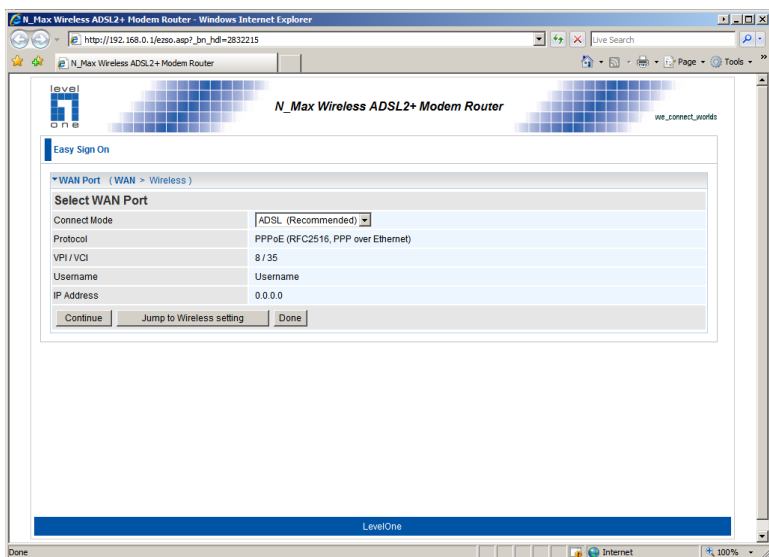 N_Max Wireless ADSL2+ Modem Router - Windows Internet Explorer
http://192.168.0.1/ezso.asp?_bn_hdl=2832215
Live Search
N_Max Wireless ADSL2+ Modem Router
Page
Tools
level
one
N_Max Wireless ADSL2+ Modem Router
we_connect_worlds
Easy Sign On
WAN Port ( WAN > Wireless )
Select WAN Port
Connect Mode ADSL (Recommended)
Protocol PPPoE (RFC2516, PPP over Ethernet)
VPI / VCI 8 / 35
Username Username
IP Address 0.0.0.0
Continue Jump to Wireless setting Done
LevelOne
Done Internet 100%